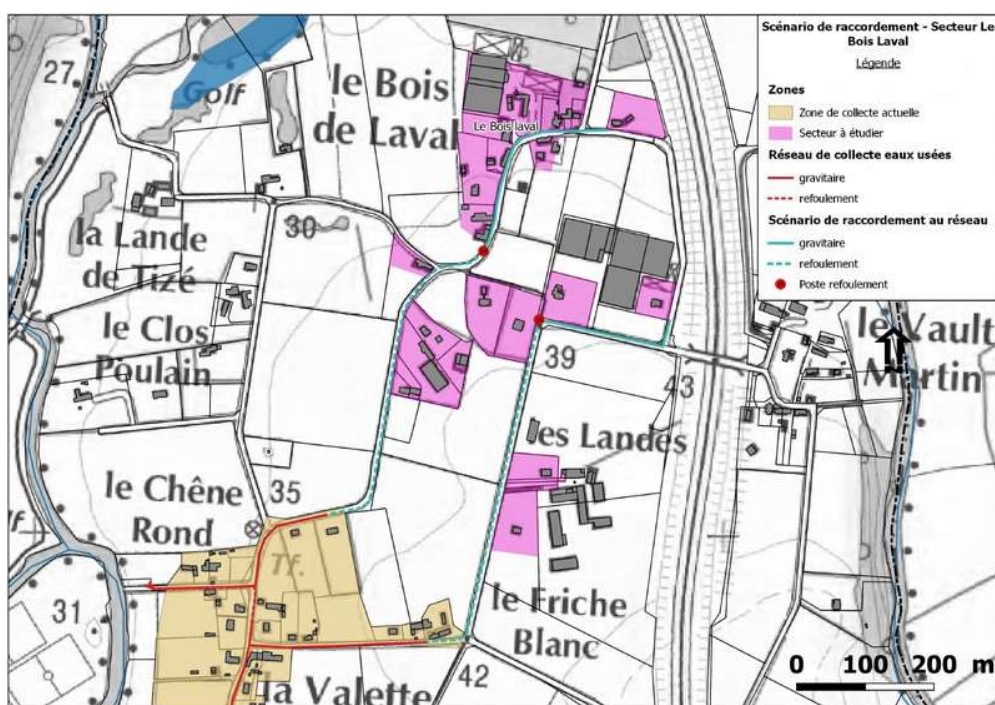 Scénario de raccordement - Secteur Le
Bois Laval
Légende
Zones
Zone de collecte actuelle
Secteur à étudier
Réseau de collecte eaux usées
gravitaire
refoulement
Scénario de raccordement au réseau
gravitaire
refoulement
Poste refoulement
27
Golf
le Bois
de Laval
Le Bois laval
30
la Lande
de Tizé
le Clos
Poulain
39
43
le Vault
Martin
es Landes
le Chêne
Rond
35
Tf.
31
le Friche
Blanc
42
la Valette
0 100 200 m